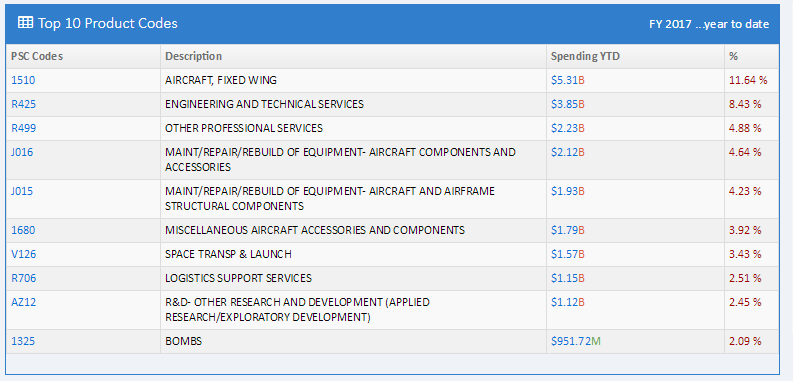 Top 10 Product Codes FY 2017 ...year to date
PSC Codes Description Spending YTD %
1510 AIRCRAFT, FIXED WING $5.31B 11.64 %
R425 ENGINEERING AND TECHNICAL SERVICES $3.85B 8.43 %
R499 OTHER PROFESSIONAL SERVICES $2.23B 4.88 %
J016 MAINT/REPAIR/REBUILD OF EQUIPMENT- AIRCRAFT COMPONENTS AND $2.12B 4.64 %
ACCESSORIES
J015 MAINT/REPAIR/REBUILD OF EQUIPMENT- AIRCRAFT AND AIRFRAME $1.93B 4.23 %
STRUCTURAL COMPONENTS
1680 MISCELLANEOUS AIRCRAFT ACCESSORIES AND COMPONENTS $1.79B 3.92 %
V126 SPACE TRANSP & LAUNCH $1.57B 3.43 %
R706 LOGISTICS SUPPORT SERVICES $1.15B 2.51 %
AZ12 R&D- OTHER RESEARCH AND DEVELOPMENT (APPLIED $1.12B 2.45 %
RESEARCH/EXPLORATORY DEVELOPMENT)
1325 BOMBS $951.72M 2.09 %